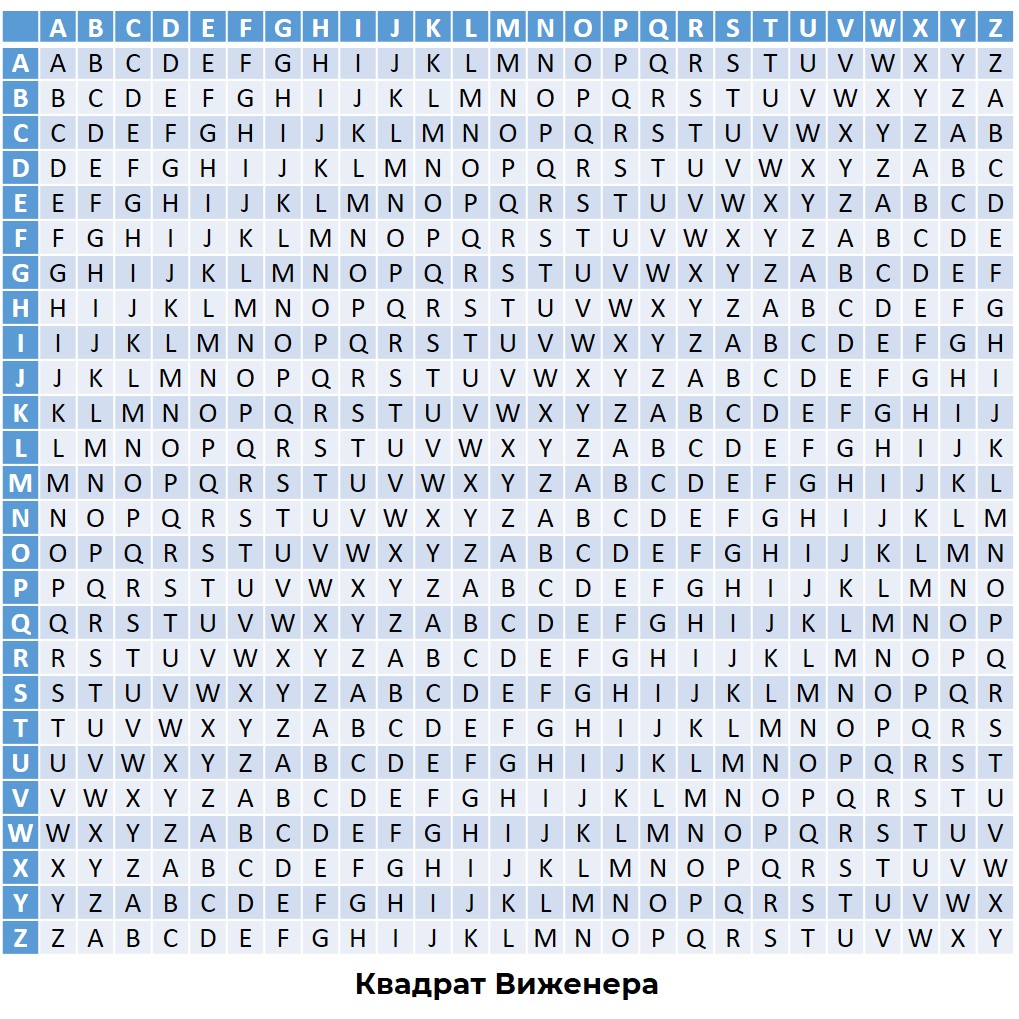 A B C D E F G H I J K L M N O P Q R S T U V W X Y Z
A A B C D E F G H I J K L M N O P Q R S T U V W X Y Z
B B C D E F G H I J K L M N O P Q R S T U V W X Y Z A
C C D E F G H I J K L M N O P Q R S T U V W X Y Z A B
D D E F G H I J K L M N O P Q R S T U V W X Y Z A B C
E E F G H I J K L M N O P Q R S T U V W X Y Z A B C D
F F G H I J K L M N O P Q R S T U V W X Y Z A B C D E
G G H I J K L M N O P Q R S T U V W X Y Z A B C D E F
H H I J K L M N O P Q R S T U V W X Y Z A B C D E F G
I I J K L M N O P Q R S T U V W X Y Z A B C D E F G H
J J K L M N O P Q R S T U V W X Y Z A B C D E F G H I
K K L M N O P Q R S T U V W X Y Z A B C D E F G H I J
L L M N O P Q R S T U V W X Y Z A B C D E F G H I J K
M M N O P Q R S T U V W X Y Z A B C D E F G H I J K L
N N O P Q R S T U V W X Y Z A B C D E F G H I J K L M
O O P Q R S T U V W X Y Z A B C D E F G H I J K L M N
P P Q R S T U V W X Y Z A B C D E F G H I J K L M N O
Q Q R S T U V W X Y Z A B C D E F G H I J K L M N O P
R R S T U V W X Y Z A B C D E F G H I J K L M N O P Q
S S T U V W X Y Z A B C D E F G H I J K L M N O P Q R
T T U V W X Y Z A B C D E F G H I J K L M N O P Q R S
U U V W X Y Z A B C D E F G H I J K L M N O P Q R S T
V V W X Y Z A B C D E F G H I J K L M N O P Q R S T U
W W X Y Z A B C D E F G H I J K L M N O P Q R S T U V
X X Y Z A B C D E F G H I J K L M N O P Q R S T U V W
Y Y Z A B C D E F G H I J K L M N O P Q R S T U V W X
Z Z A B C D E F G H I J K L M N O P Q R S T U V W X Y
Квадрат Виженера